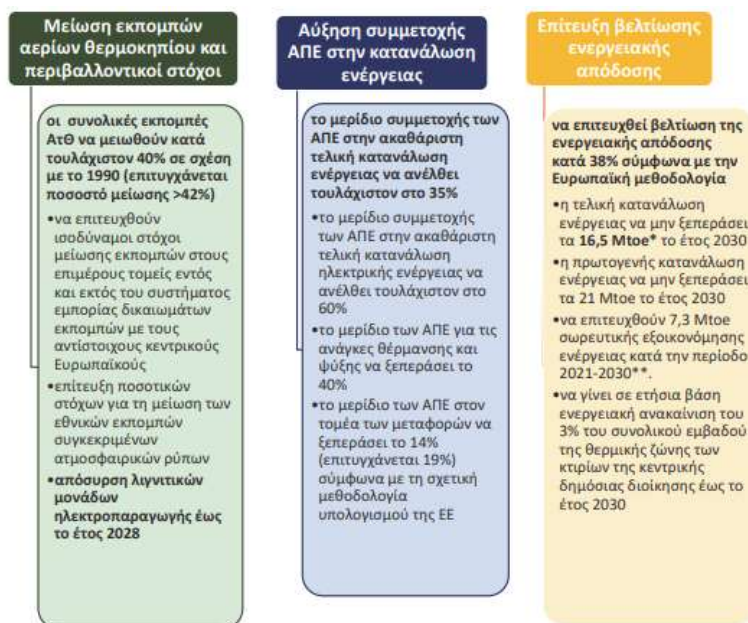 Μείωση εκπομπών
αερίων θερμοκηπίου και
περιβαλλοντικοί στόχοι
οι συνολικές εκπομπές
ΑτΘ να μειωθούν κατά
τουλάχιστον 40% σε σχέση
με το 1990 (επιτυγχάνεται
ποσοστό μείωσης >42%)
•να επιτευχθούν
ισοδύναμοι στόχοι
μείωσης εκπομπών στους
επιμέρους τομείς εντός
και εκτός του συστήματος
εμπορίας δικαιωμάτων
εκπομπών με τους
αντίστοιχους κεντρικούς
Ευρωπαϊκούς
•επίτευξη ποσοτικών
στόχων για τη μείωση των
εθνικών εκπομπών
συγκεκριμένων
ατμοσφαιρικών ρύπων
•απόσυρση λιγνιτικών
μονάδων
ηλεκτροπαραγωγής έως
το έτος 2028
Αύξηση συμμετοχής
ΑΠΕ στην κατανάλωση
ενέργειας
το μερίδιο συμμετοχής των
ΑΠΕ στην ακαθάριστη
τελική κατανάλωση
ενέργειας να ανέλθει
τουλάχιστον στο 35%
•το μερίδιο συμμετοχής
των ΑΠΕ στην ακαθάριστη
τελική κατανάλωση
ηλεκτρικής ενέργειας να
ανέλθει τουλάχιστον στο
60%
•το μερίδιο των ΑΠΕ για τις
ανάγκες θέρμανσης και
ψύξης να ξεπεράσει το
40%
•το μερίδιο των ΑΠΕ στον
τομέα των μεταφορών να
ξεπεράσει το 14%
(επιτυγχάνεται 19%)
σύμφωνα με τη σχετική
μεθοδολογία
υπολογισμού της ΕΕ
Επίτευξη βελτίωσης
ενεργειακής
απόδοσης
να επιτευχθεί βελτίωση της
ενεργειακής απόδοσης
κατά 38% σύμφωνα με την
Ευρωπαϊκή μεθοδολογία
•η τελική κατανάλωση
ενέργειας να μην ξεπεράσει
τα 16,5 Mtoe* το έτος 2030
•η πρωτογενής κατανάλωση
ενέργειας να μην ξεπεράσει
τα 21 Mtoe το έτος 2030
•να επιτευχθούν 7,3 Mtoe
σωρευτικής εξοικονόμησης
ενέργειας κατά την περίοδο
2021-2030**.
•να γίνει σε ετήσια βάση
ενεργειακή ανακαίνιση του
3% του συνολικού εμβαδού
της θερμικής ζώνης των
κτιρίων της κεντρικής
δημόσιας διοίκησης έως το
έτος 2030